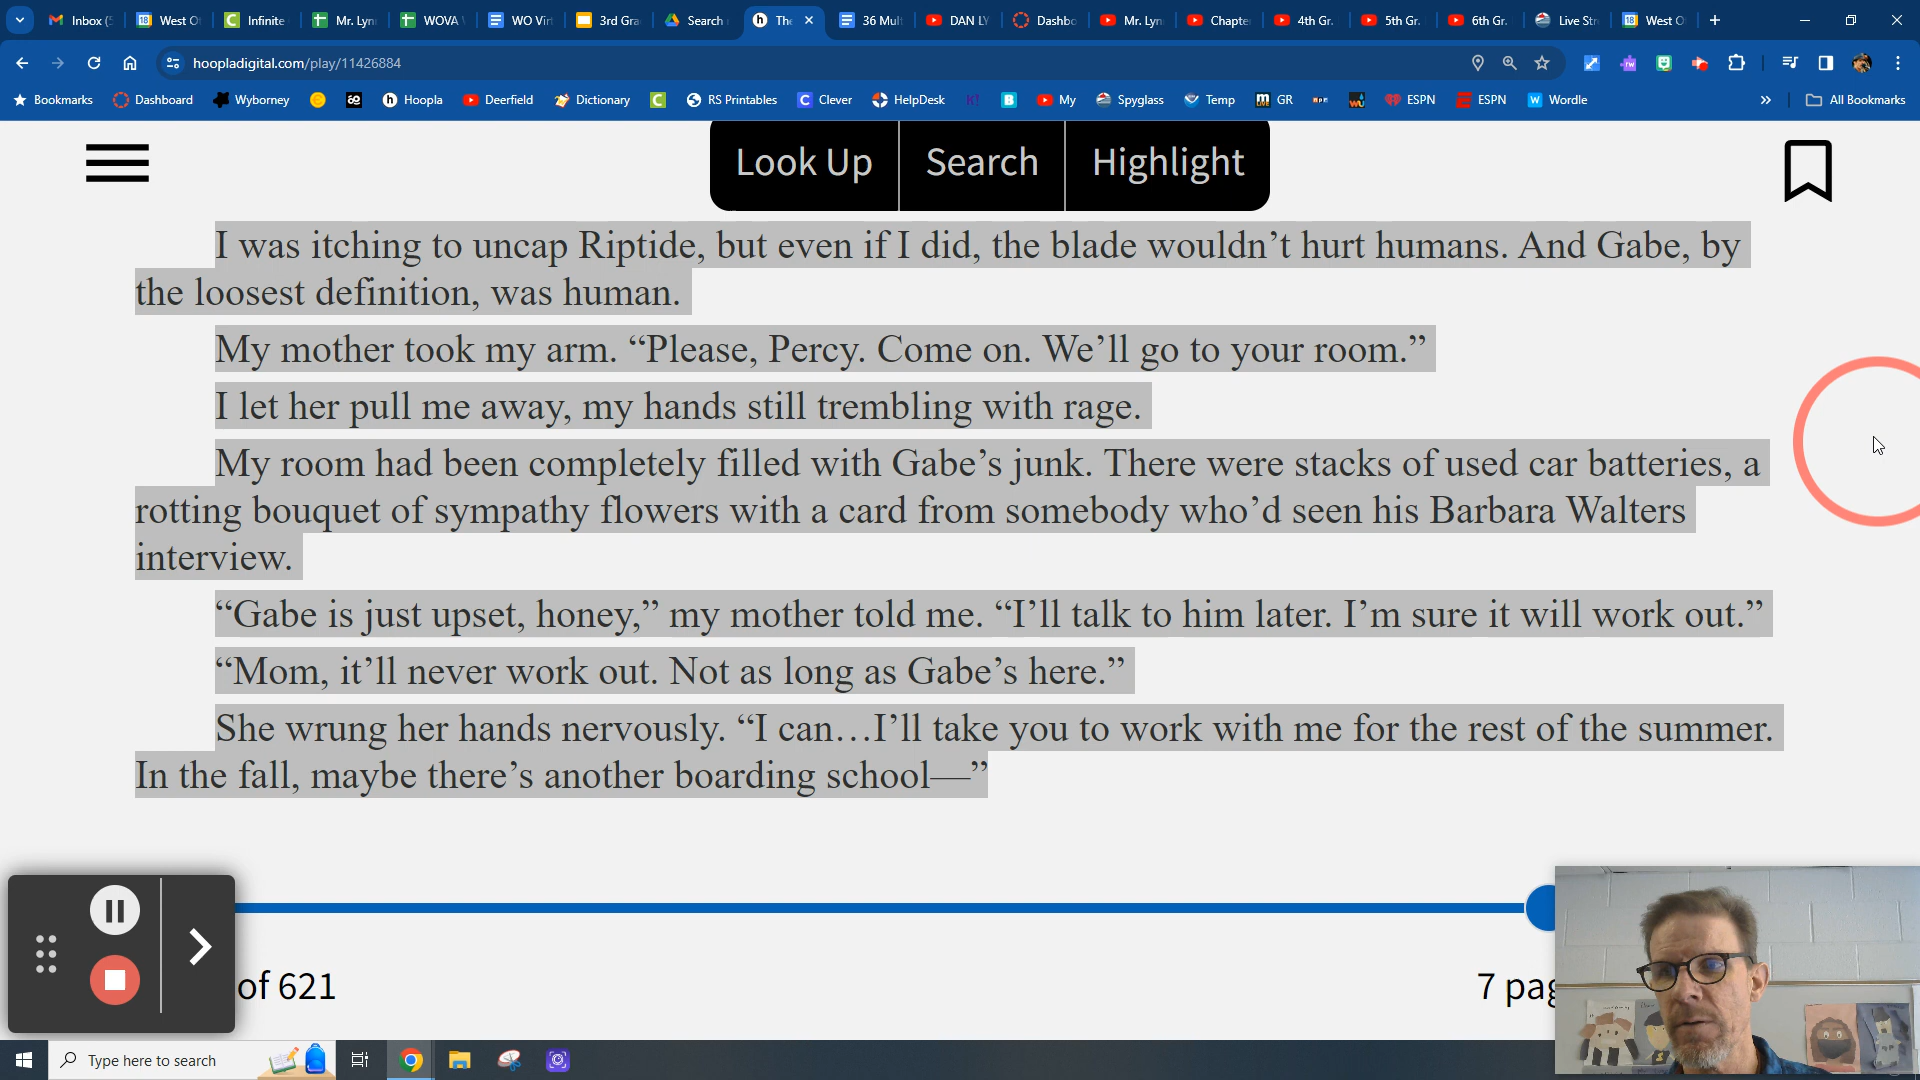 Inbox (5
West O
Infinite
Mr. Lyn
WOVA
WO Virt
3rd Gra
Search
The
36 Mult
DAN LY
Dashbo
Mr. Lyn
Chapte
4th Gr.
5th Gr.
6th Gr.
Live Str
West O
hoopladigital.com/play/11426884
Bookmarks
Dashboard
Wyborney
Hoopla
Deerfield
Dictionary
RS Printables
Clever
HelpDesk
My
Spyglass
Temp
GR
ESPN
ESPN
Wordle
All Bookmarks
Look Up
Search
Highlight
I was itching to uncap Riptide, but even if I did, the blade wouldn’t hurt humans. And Gabe, by
the loosest definition, was human.
My mother took my arm. “Please, Percy. Come on. We’ll go to your room.”
I let her pull me away, my hands still trembling with rage.
My room had been completely filled with Gabe’s junk. There were stacks of used car batteries, a
rotting bouquet of sympathy flowers with a card from somebody who’d seen his Barbara Walters
interview.
“Gabe is just upset, honey,” my mother told me. “I’ll talk to him later. I’m sure it will work out.”
“Mom, it’ll never work out. Not as long as Gabe’s here.”
She wrung her hands nervously. “I can…I’ll take you to work with me for the rest of the summer.
In the fall, maybe there’s another boarding school—”
of 621
7 pag
Type here to search